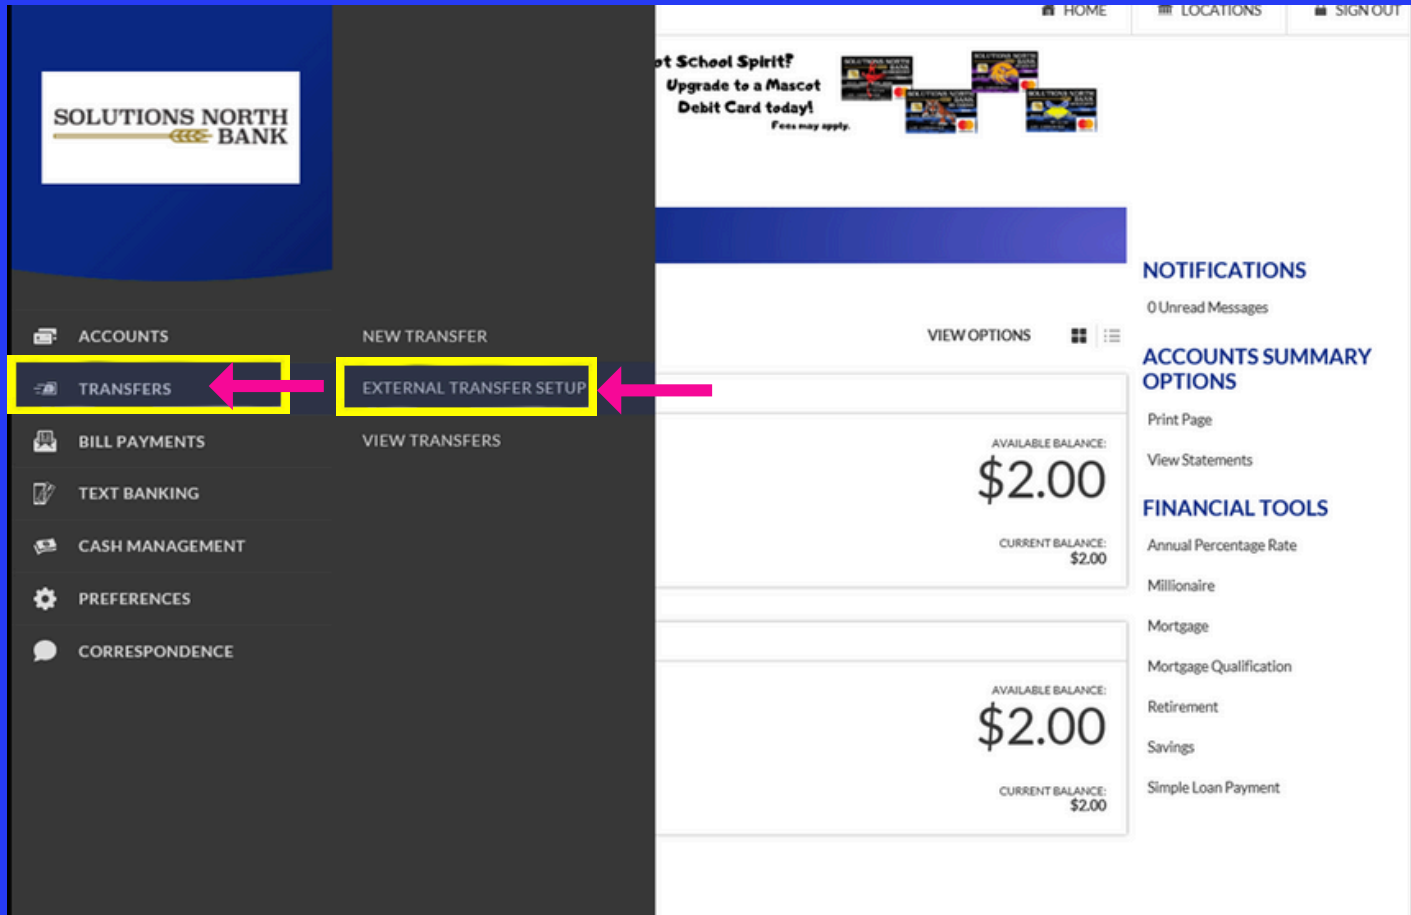 HOME
LOCATIONS
SIGN OUT
SOLUTIONS NORTH
BANK
ot School Spirit?
Upgrade to a Mascot
Debit Card today!
Fees may apply.
ACCOUNTS
TRANSFERS
BILL PAYMENTS
TEXT BANKING
CASH MANAGEMENT
PREFERENCES
CORRESPONDENCE
NEW TRANSFER
EXTERNAL TRANSFER SETUP
VIEW TRANSFERS
VIEW OPTIONS
AVAILABLE BALANCE:
$2.00
CURRENT BALANCE:
$2.00
AVAILABLE BALANCE:
$2.00
CURRENT BALANCE:
$2.00
NOTIFICATIONS
0 Unread Messages
ACCOUNTS SUMMARY
OPTIONS
Print Page
View Statements
FINANCIAL TOOLS
Annual Percentage Rate
Millionaire
Mortgage
Mortgage Qualification
Retirement
Savings
Simple Loan Payment